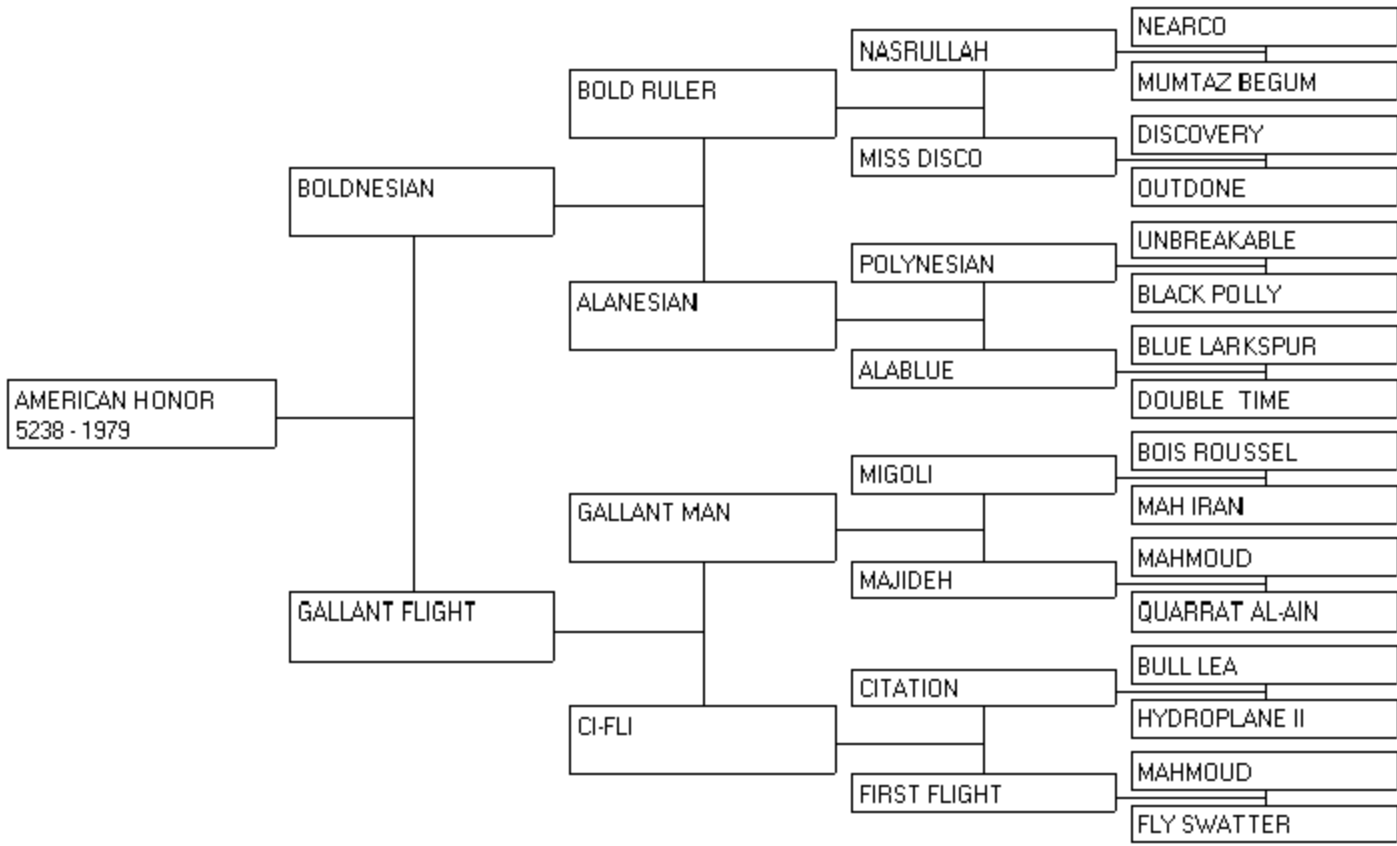 NEARCO
NASRULLAH
MUMTAZ BEGUM
BOLD RULER
DISCOVERY
MISS DISCO
OUTDONE
BOLDNESIAN
UNBREAKABLE
POLYNESIAN
BLACK POLLY
ALANESIAN
BLUE LARKSPUR
ALABLUE
DOUBLE TIME
AMERICAN HONOR
5238 - 1979
BOIS ROUSSEL
MIGOLI
MAH IRAN
GALLANT MAN
MAHMOUD
MAJIDEH
QUARRAT AL-AIN
GALLANT FLIGHT
BULL LEA
CITATION
HYDROPLANE II
CI-FLI
MAHMOUD
FIRST FLIGHT
FLY SWATTER